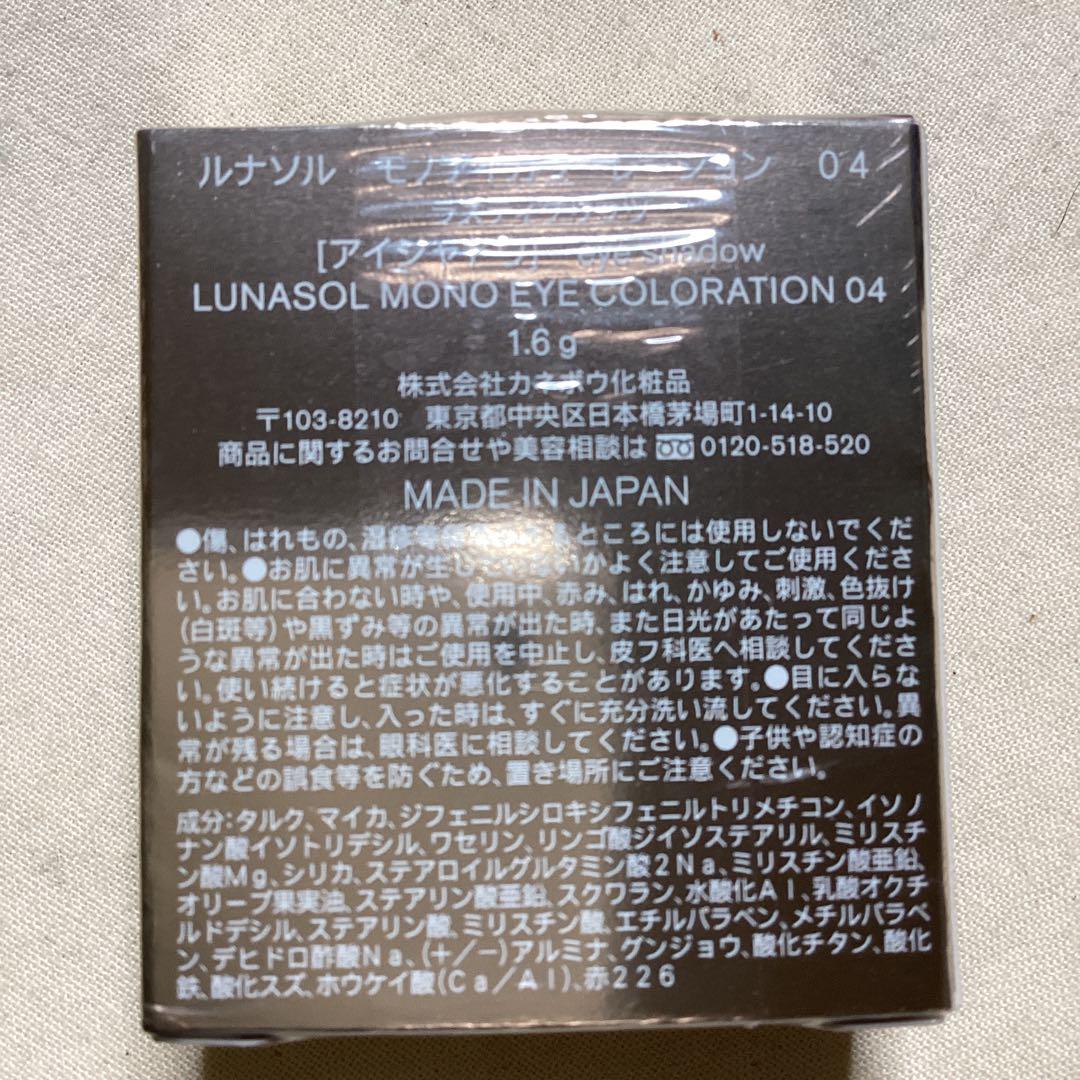 ルナソル モノアイカラーレーション 04
[アイシャドウ] eye shadow
LUNASOL MONO EYE COLORATION 04
1.6 g
株式会社カネボウ化粧品
〒103-8210 東京都中央区日本橋茅場町1-14-10
商品に関するお問合せや美容相談は 0120-518-520
MADE IN JAPAN
●傷、はれもの、湿疹等 ところには使用しないでくだ
さい。●お肌に異常が生じていないかよく注意してご使用くださ
い。お肌に合わない時や、使用中、赤み、はれ、かゆみ、刺激、色抜け
(白斑等)や黒ずみ等の異常が出た時、また日光があたって同じよ
うな異常が出た時はご使用を中止し、皮フ科医へ相談してくださ
い。使い続けると症状が悪化することがあります。●目に入らな
いように注意し、入った時は、すぐに充分洗い流してください。異
常が残る場合は、眼科医に相談してください。●子供や認知症の
方などの誤食等を防ぐため、置き場所にご注意ください。
成分:タルク、マイカ、ジフェニルシロキシフェニルトリメチコン、イソノ
ナン酸イソトリデシル、ワセリン、リンゴ酸ジイソステアリル、ミリスチ
ン酸Mg、シリカ、ステアロイルグルタミン酸2Na、ミリスチン酸亜鉛、
オリーブ果実油、ステアリン酸亜鉛、スクワラン、水酸化Al、乳酸オクチ
ルドデシル、ステアリン酸、ミリスチン酸、エチルパラベン、メチルパラベ
ン、デヒドロ酢酸Na、(+/-)アルミナ、グンジョウ、酸化チタン、酸化
鉄、酸化スズ、ホウケイ酸(Ca/Al)、赤226